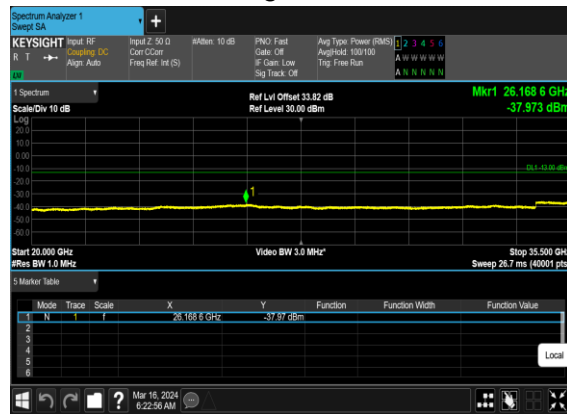 Spectrum Analyzer 1
Swept SA
+
KEYSIGHT Input: RF Input Z: 50 Ω #Atten: 10 dB PNO: Fast Avg Type: Power (RMS) 1 2 3 4 5 6
R T Coupling: DC Corr CCorr Gate: Off Avg|Hold: 100/100 A W W W W W
Align: Auto Freq Ref: Int (S) IF Gain: Low Trig: Free Run
Sig Track: Off A N N N N N
1 Spectrum
Ref Lvl Offset 33.82 dB Mkr1 26.168 6 GHz
Scale/Div 10 dB Ref Level 30.00 dBm -37.973 dBm
Log
20.0
10.0
0.00
-10.0
DL1 -13.00 dBm
-20.0
1
-30.0
-40.0
-50.0
-60.0
Start 20.000 GHz Video BW 3.0 MHz* Stop 35.500 GHz
#Res BW 1.0 MHz Sweep 26.7 ms (40001 pts
5 Marker Table
Mode Trace Scale X Y Function Function Width Function Value
1 N 1 f 26.168 6 GHz -37.97 dBm
2
3
4
5
6
Local
? Mar 16, 2024
6:22:56 AM